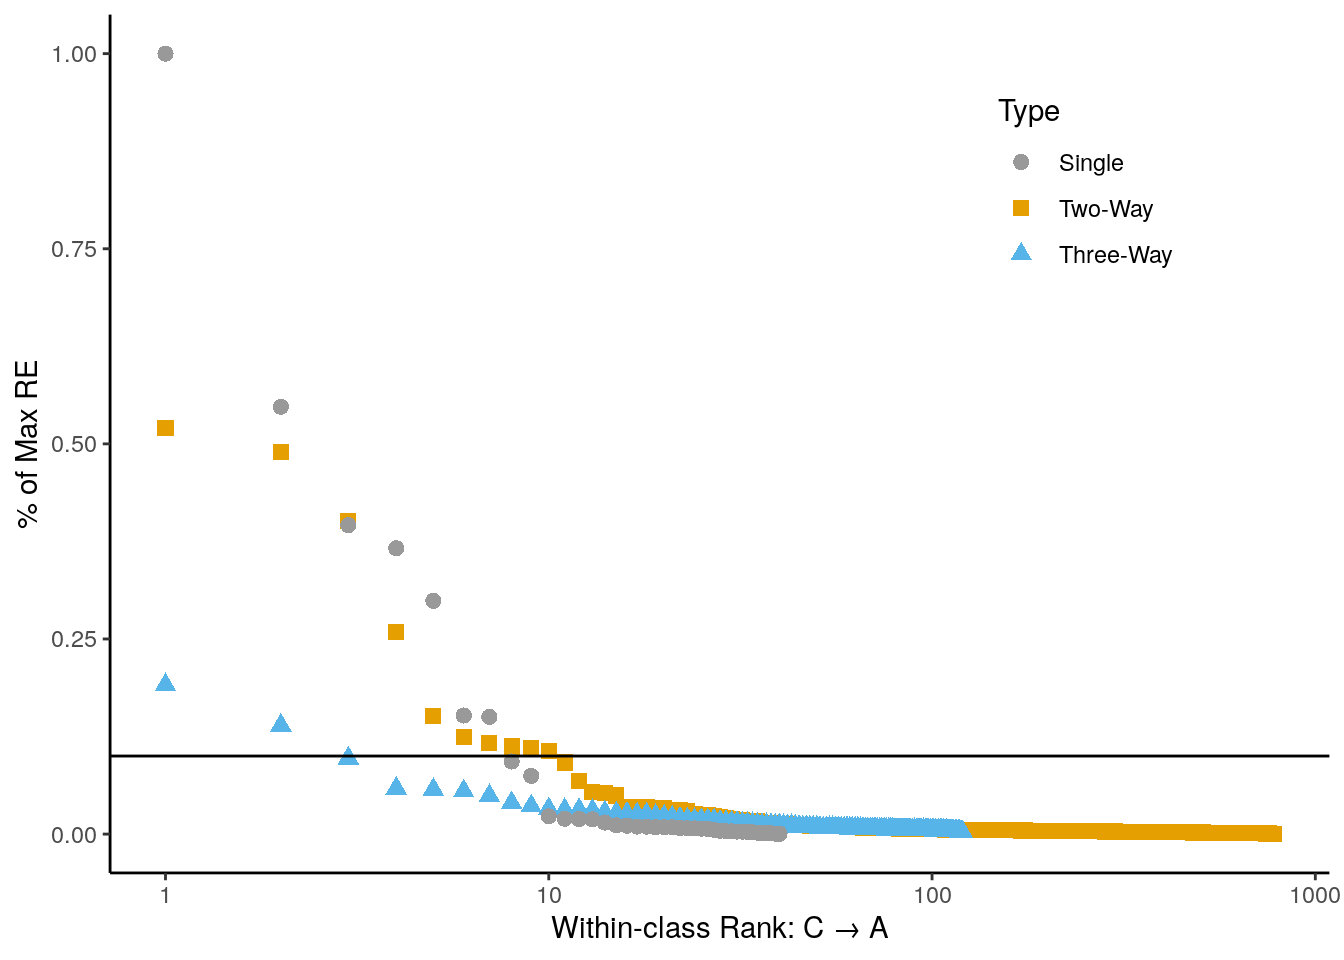 1.00
0.75
0.50
0.25
0.00
% of Max RE
Type
Single
Two-Way
Three-Way
1
10
100
1000
Within-class Rank: C → A